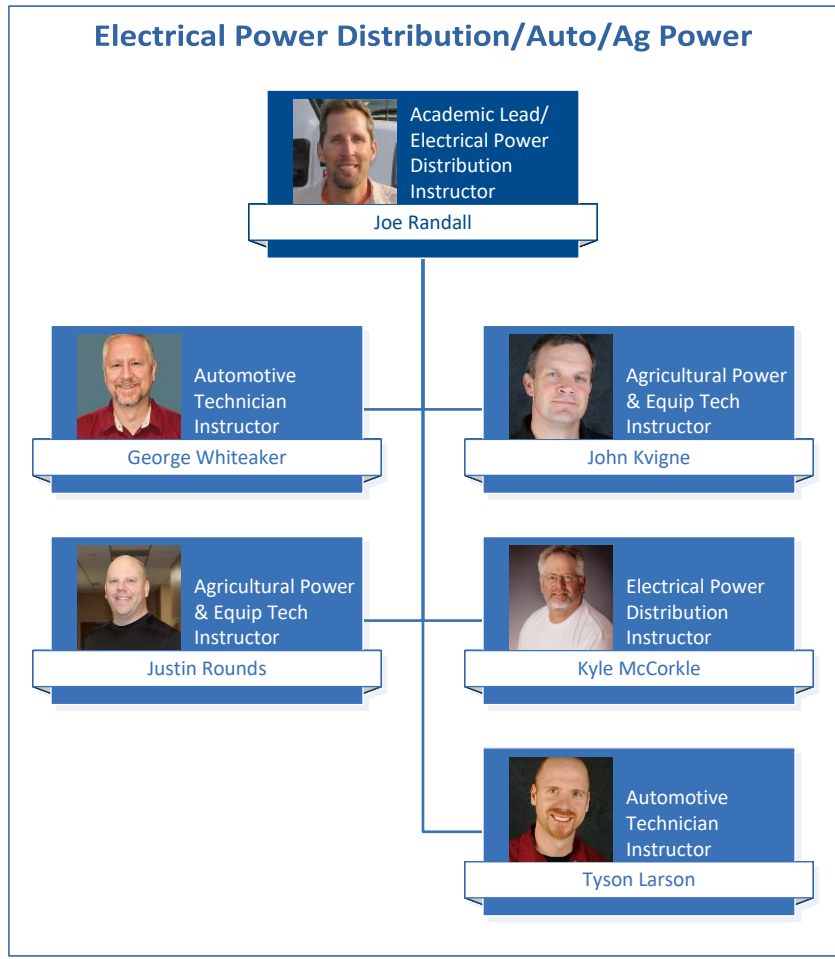 Electrical Power Distribution/Auto/Ag Power
Academic Lead/
Electrical Power
Distribution
Instructor
Joe Randall
Automotive
Technician
Instructor
George Whiteaker
Agricultural Power
& Equip Tech
Instructor
John Kvigne
Agricultural Power
& Equip Tech
Instructor
Justin Rounds
Electrical Power
Distribution
Instructor
Kyle McCorkle
Automotive
Technician
Instructor
Tyson Larson